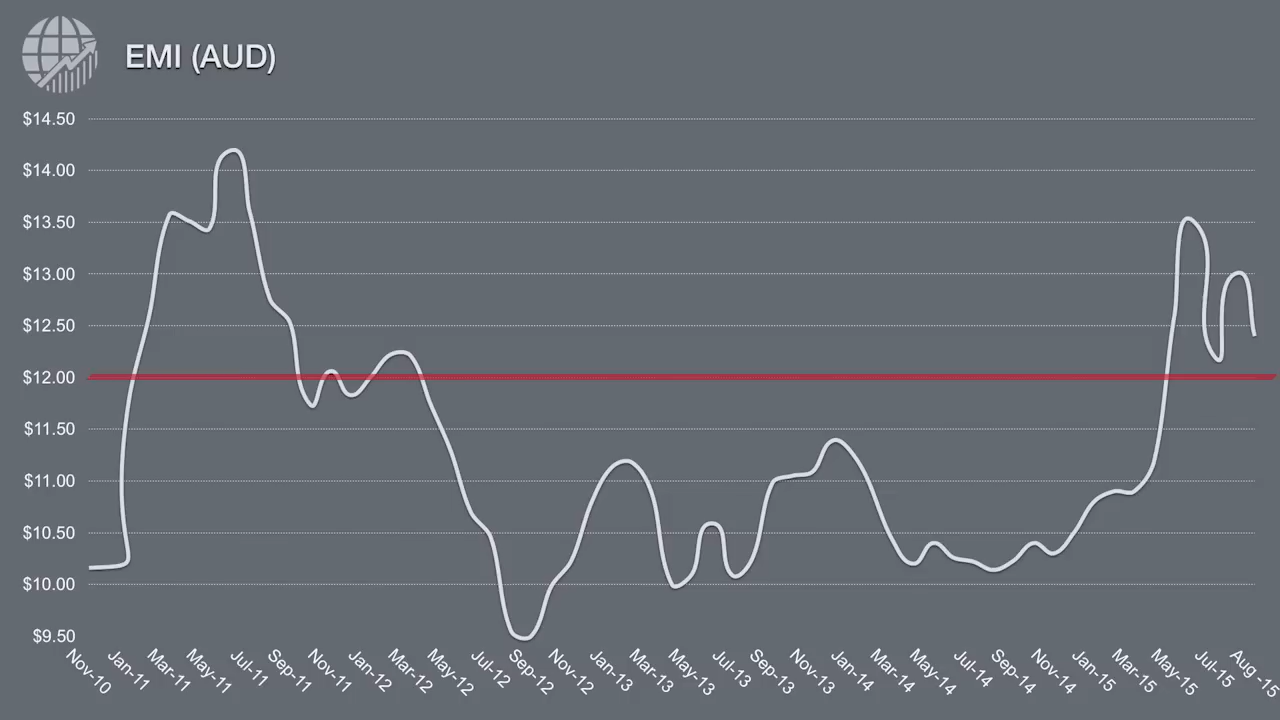 EMI (AUD)
$14.50
$14.00
$13.50
$13.00
$12.50
$12.00
$11.50
$11.00
$10.50
$10.00
$9.50
Nov-10
Jan-11
Mar-11
May-11
Jul-11
Sep-11
Nov-11
Jan-12
Mar-12
May-12
Jul-12
Sep-12
Nov-12
Jan-13
Mar-13
May-13
Jul-13
Sep-13
Nov-13
Jan-14
Mar-14
May-14
Jul-14
Sep-14
Nov-14
Jan-15
Mar-15
May-15
Jul-15
Aug -15